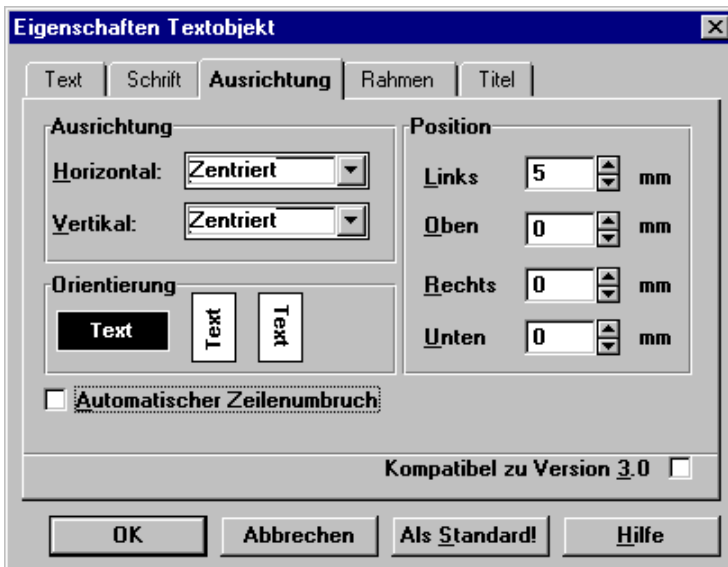 Eigenschaften Textobjekt
Text Schrift Ausrichtung Rahmen Titel
Ausrichtung
Horizontal: Zentriert
Vertikal: Zentriert
Orientierung
Text Text Text
Position
Links 5 mm
Oben 0 mm
Rechts 0 mm
Unten 0 mm
Automatischer Zeilenumbruch
Kompatibel zu Version 3.0
OK Abbrechen Als Standard! Hilfe